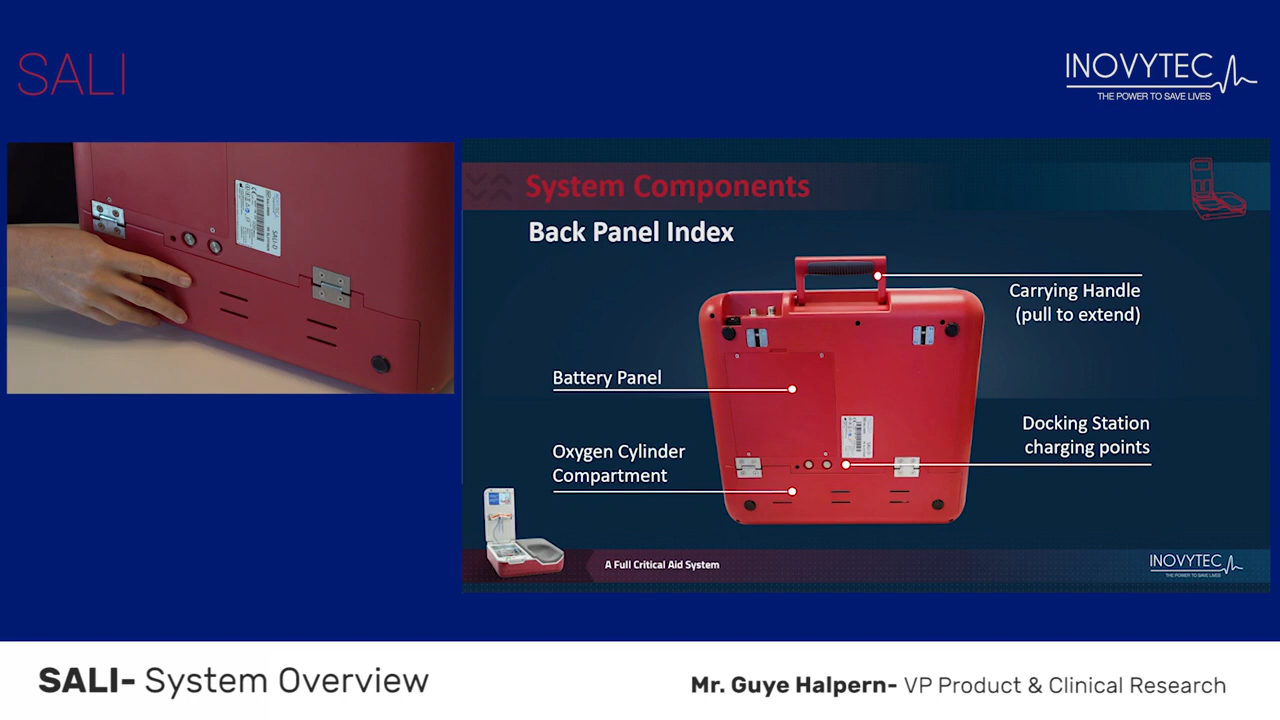 SALI
INOVYTEC
THE POWER TO SAVE LIVES
SALI-D
System Components
Back Panel Index
Carrying Handle
(pull to extend)
Battery Panel
Docking Station
charging points
Oxygen Cylinder
Compartment
A Full Critical Aid System
INOVYTEC
THE POWER TO SAVE LIVES
SALI- System Overview
Mr. Guye Halpern- VP Product & Clinical Research